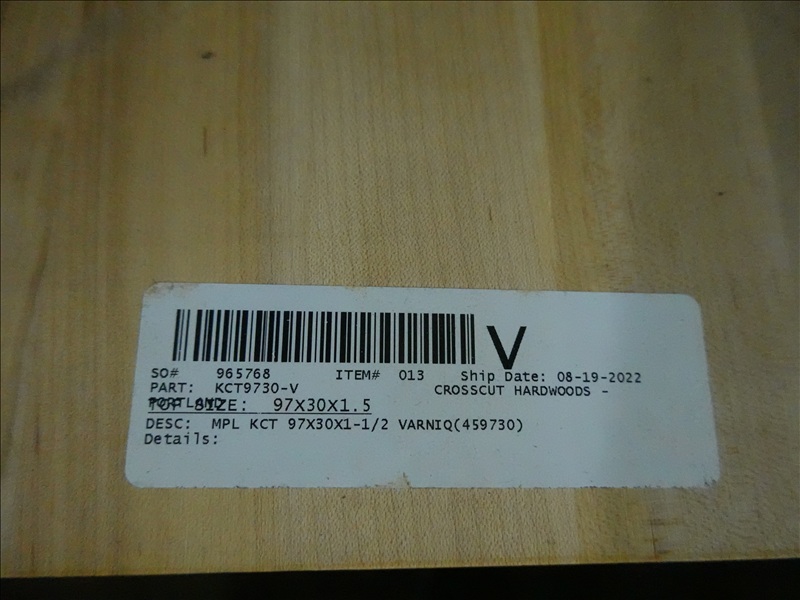 V
SO# 965768 ITEM# 013 Ship Date: 08-19-2022
PART: KCT9730-V CROSSCUT HARDWOODS -
PORTLAND
TOP SIZE: 97X30X1.5
DESC: MPL KCT 97X30X1-1/2 VARNIQ(459730)
Details: